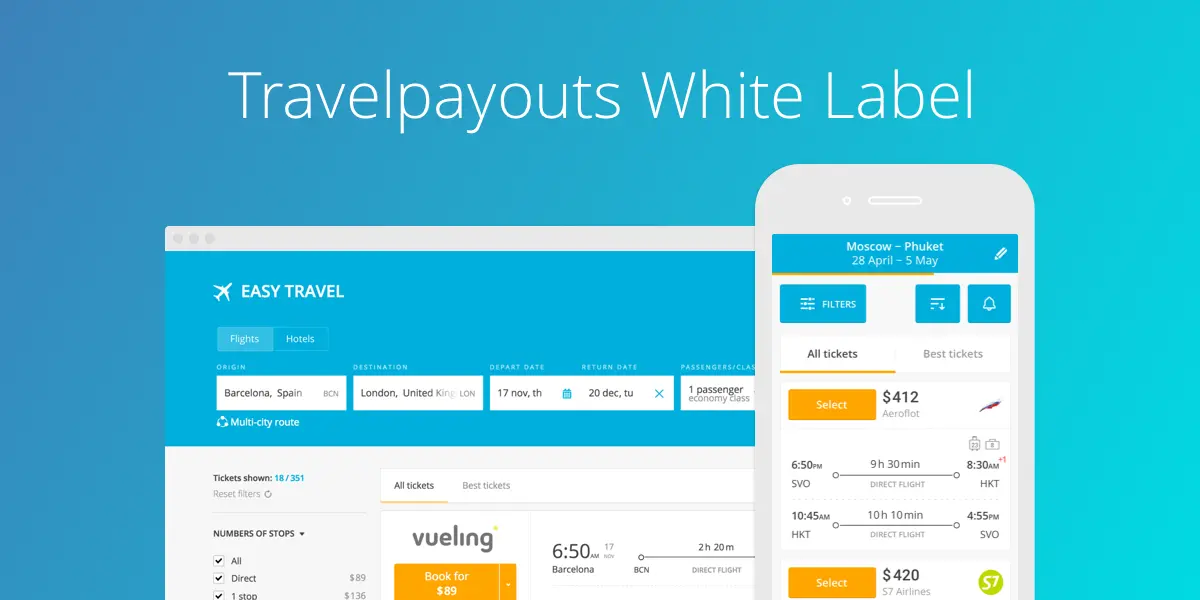 Travelpayouts White Label
EASY TRAVEL
Flights Hotels
ORIGIN DESTINATION DEPART DATE RETURN DATE
Barcelona, Spain BCN London, United King LON 17 nov, th 20 dec, tu 1 passenger
economy class
Multi-city route
Tickets shown: 18 / 351
Reset filters
NUMBERS OF STOPS
All
Direct $89
1 stop $136
All tickets Best tickets
vueling
Book for
$89
6:50AM 17
NOV
Barcelona
2 h 20 m
BCN DIRECT FLIGHT
Moscow – Phuket
28 April – 5 May
FILTERS
All tickets Best tickets
Select $412
Aeroflot
22 8
6:50PM 9 h 30 min 8:30AM +1
SVO DIRECT FLIGHT HKT
10:45AM 10 h 10 min 4:55PM
HKT DIRECT FLIGHT SVO
Select $420
S7 Airlines
S7